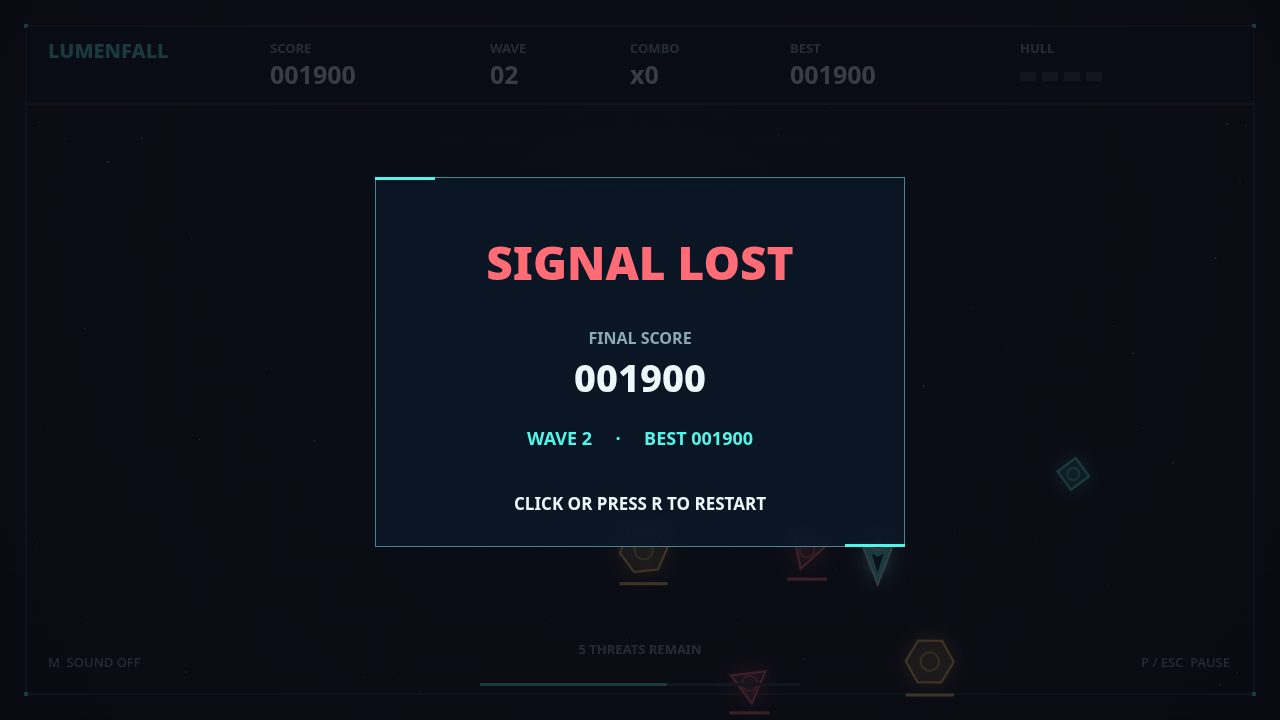 LUMENFALL
SCORE
001900
WAVE
02
COMBO
x0
BEST
001900
HULL
SIGNAL LOST
FINAL SCORE
001900
WAVE 2 · BEST 001900
CLICK OR PRESS R TO RESTART
5 THREATS REMAIN
M SOUND OFF
P / ESC PAUSE